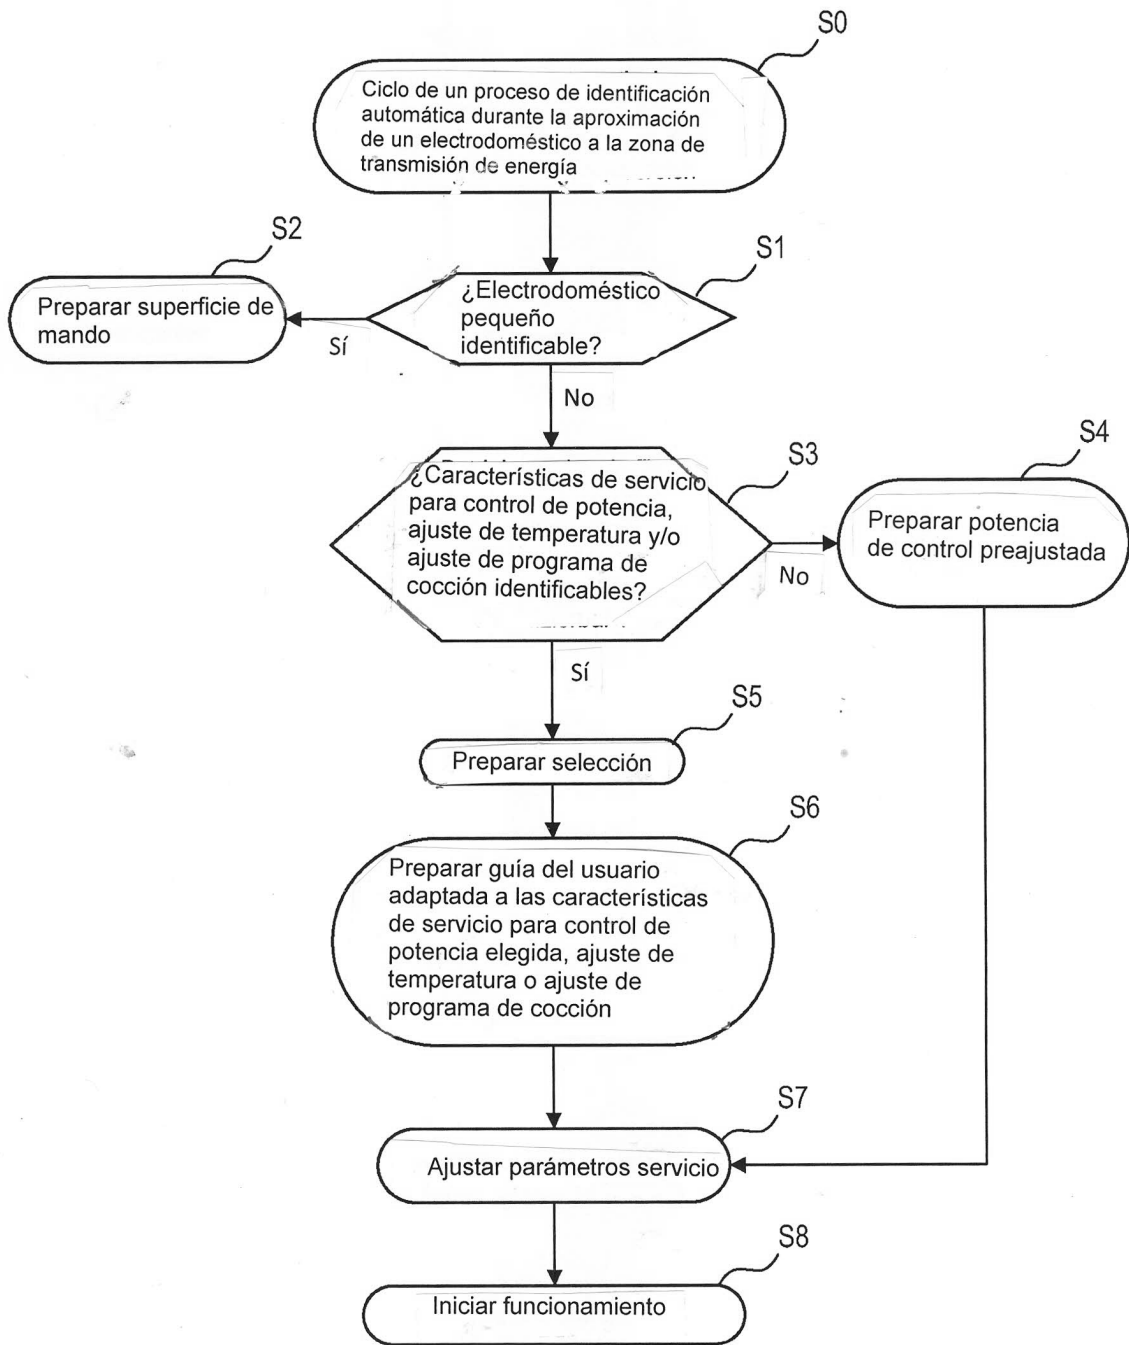 S0
Ciclo de un proceso de identificación
automática durante la aproximación
de un electrodoméstico a la zona de
transmisión de energía
S2
Preparar superficie de
mando
S1
¿Electrodoméstico
pequeño
identificable?
Sí
No
S3
¿Características de servicio
para control de potencia,
ajuste de temperatura y/o
ajuste de programa de
cocción identificables?
S4
Preparar potencia
de control preajustada
No
Sí
S5
Preparar selección
S6
Preparar guía del usuario
adaptada a las características
de servicio para control de
potencia elegida, ajuste de
temperatura o ajuste de
programa de cocción
S7
Ajustar parámetros servicio
S8
Iniciar funcionamiento